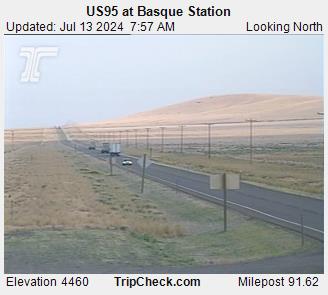 US95 at Basque Station
Updated: Jul 13 2024 7:57 AM Looking North
Elevation 4460 TripCheck.com Milepost 91.62